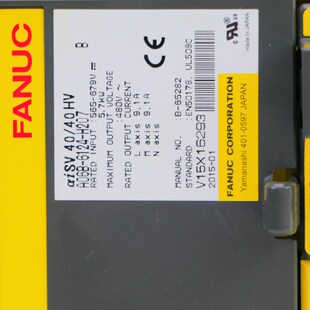 FANUC
B
αiSV 40/40HV
A06B-6124-H207
RATED INPUT :565-679V⎓
5.7kW
MAXIMUM OUTPUT VOLTAGE
:480V～
RATED OUTPUT CURRENT
L axis 9.1A
M axis 9.1A
N axis
MANUAL NO. :B-65282
STANDARD :EN50178, UL508C
V15X16293
2015-01
FANUC CORPORATION
Yamanashi 401-0597 JAPAN
CE
MADE IN JAPAN